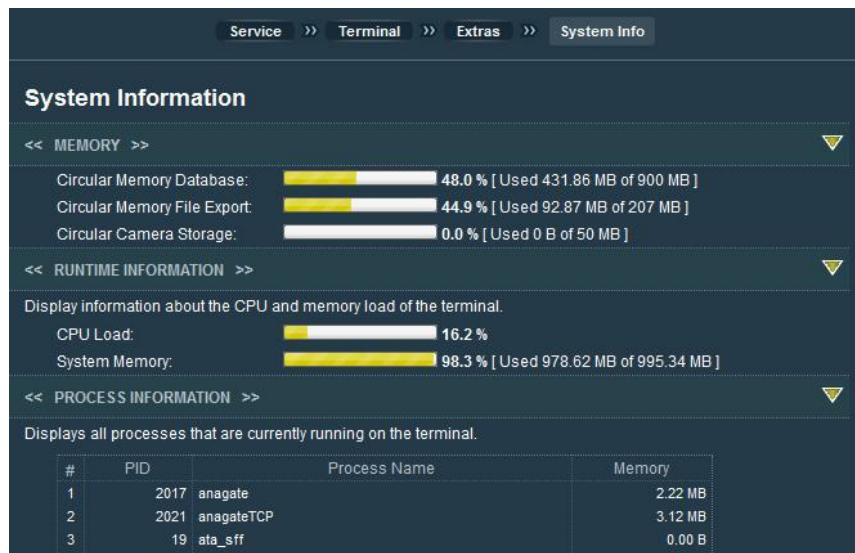 Service >> Terminal >> Extras >> System Info
System Information
<< MEMORY >>
Circular Memory Database: 48.0 % [ Used 431.86 MB of 900 MB ]
Circular Memory File Export: 44.9 % [ Used 92.87 MB of 207 MB ]
Circular Camera Storage: 0.0 % [ Used 0 B of 50 MB ]
<< RUNTIME INFORMATION >>
Display information about the CPU and memory load of the terminal.
CPU Load: 16.2 %
System Memory: 98.3 % [ Used 978.62 MB of 995.34 MB ]
<< PROCESS INFORMATION >>
Displays all processes that are currently running on the terminal.
# PID Process Name Memory
1 2017 anagate 2.22 MB
2 2021 anagateTCP 3.12 MB
3 19 ata_sff 0.00 B